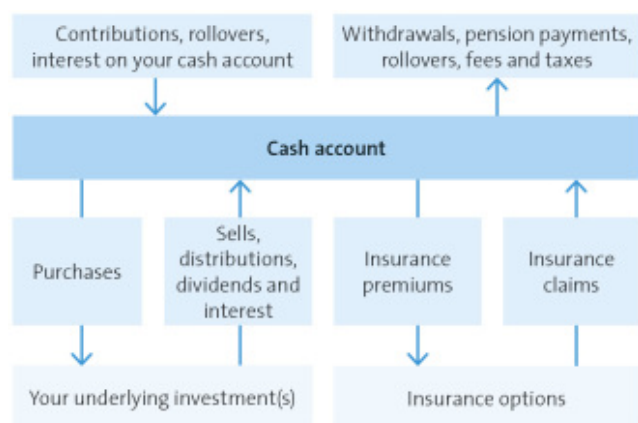 Contributions, rollovers,
interest on your cash account
Withdrawals, pension payments,
rollovers, fees and taxes
Cash account
Purchases
Sells,
distributions,
dividends and
interest
Insurance
premiums
Insurance
claims
Your underlying investment(s)
Insurance options